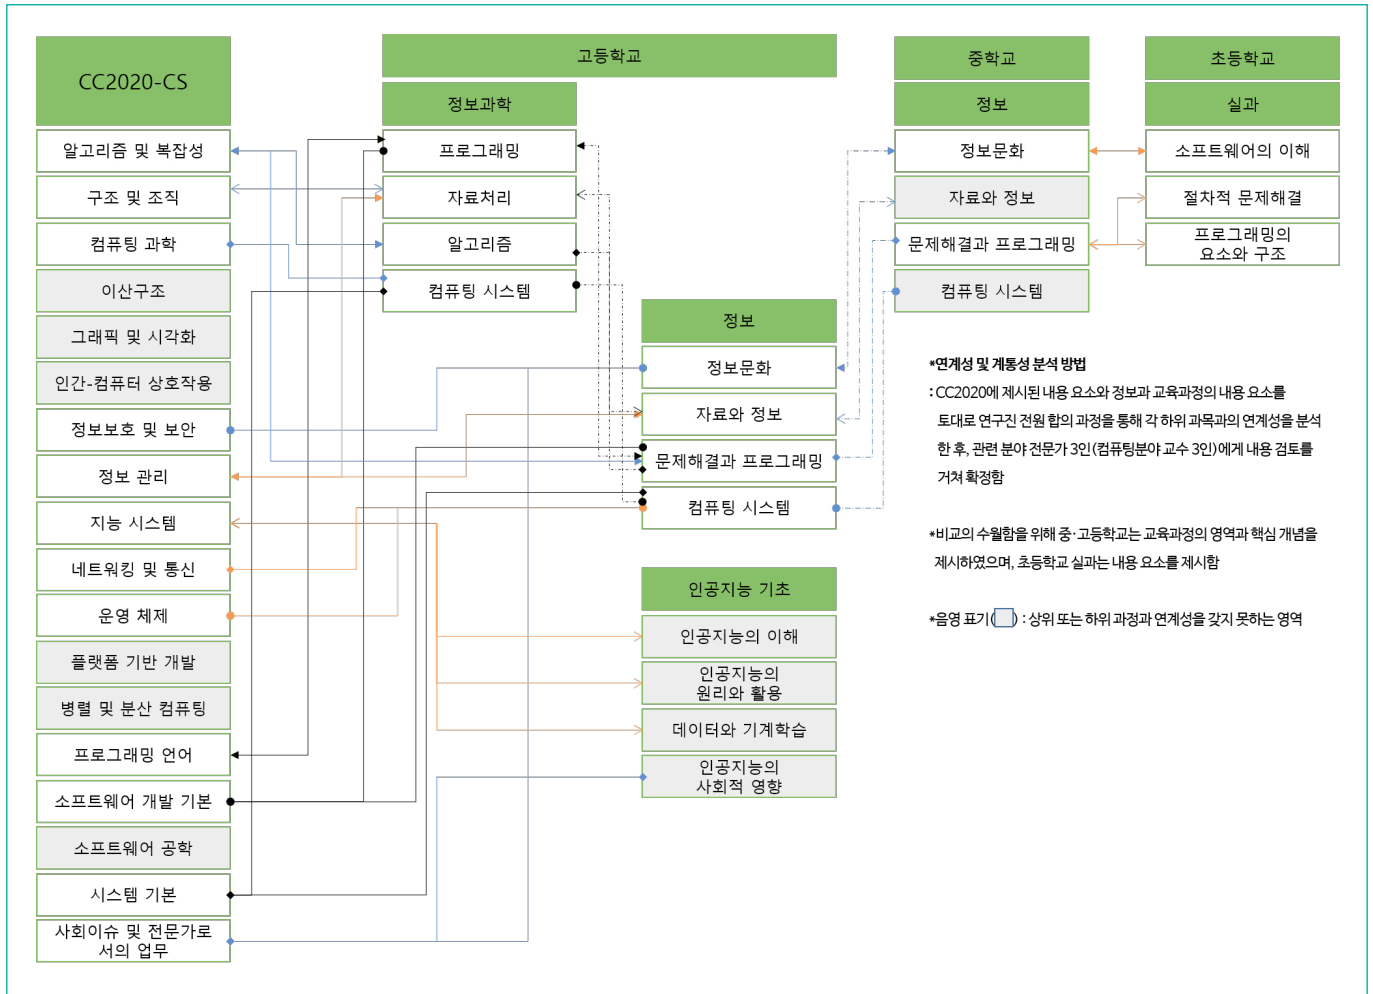 CC2020-CS
알고리즘 및 복잡성
구조 및 조직
컴퓨팅 과학
이산구조
그래픽 및 시각화
인간-컴퓨터 상호작용
정보보호 및 보안
정보 관리
지능 시스템
네트워킹 및 통신
운영 체제
플랫폼 기반 개발
병렬 및 분산 컴퓨팅
프로그래밍 언어
소프트웨어 개발 기본
소프트웨어 공학
시스템 기본
사회이슈 및 전문가로
서의 업무
고등학교
정보과학
프로그래밍
자료처리
알고리즘
컴퓨팅 시스템
정보
정보문화
자료와 정보
문제해결과 프로그래밍
컴퓨팅 시스템
인공지능 기초
인공지능의 이해
인공지능의
원리와 활용
데이터와 기계학습
인공지능의
사회적 영향
중학교
정보
정보문화
자료와 정보
문제해결과 프로그래밍
컴퓨팅 시스템
초등학교
실과
소프트웨어의 이해
절차적 문제해결
프로그래밍의
요소와 구조
*연계성 및 계통성 분석 방법
: CC2020에 제시된 내용 요소와 정보과 교육과정의 내용 요소를
토대로 연구진 전원 합의 과정을 통해 각 하위 과목과의 연계성을 분석
한 후, 관련 분야 전문가 3인(컴퓨팅분야 교수 3인)에게 내용 검토를
거쳐 확정함
*비교의 수월함을 위해 중·고등학교는 교육과정의 영역과 핵심 개념을
제시하였으며, 초등학교 실과는 내용 요소를 제시함
*음영 표기( ) : 상위 또는 하위 과정과 연계성을 갖지 못하는 영역